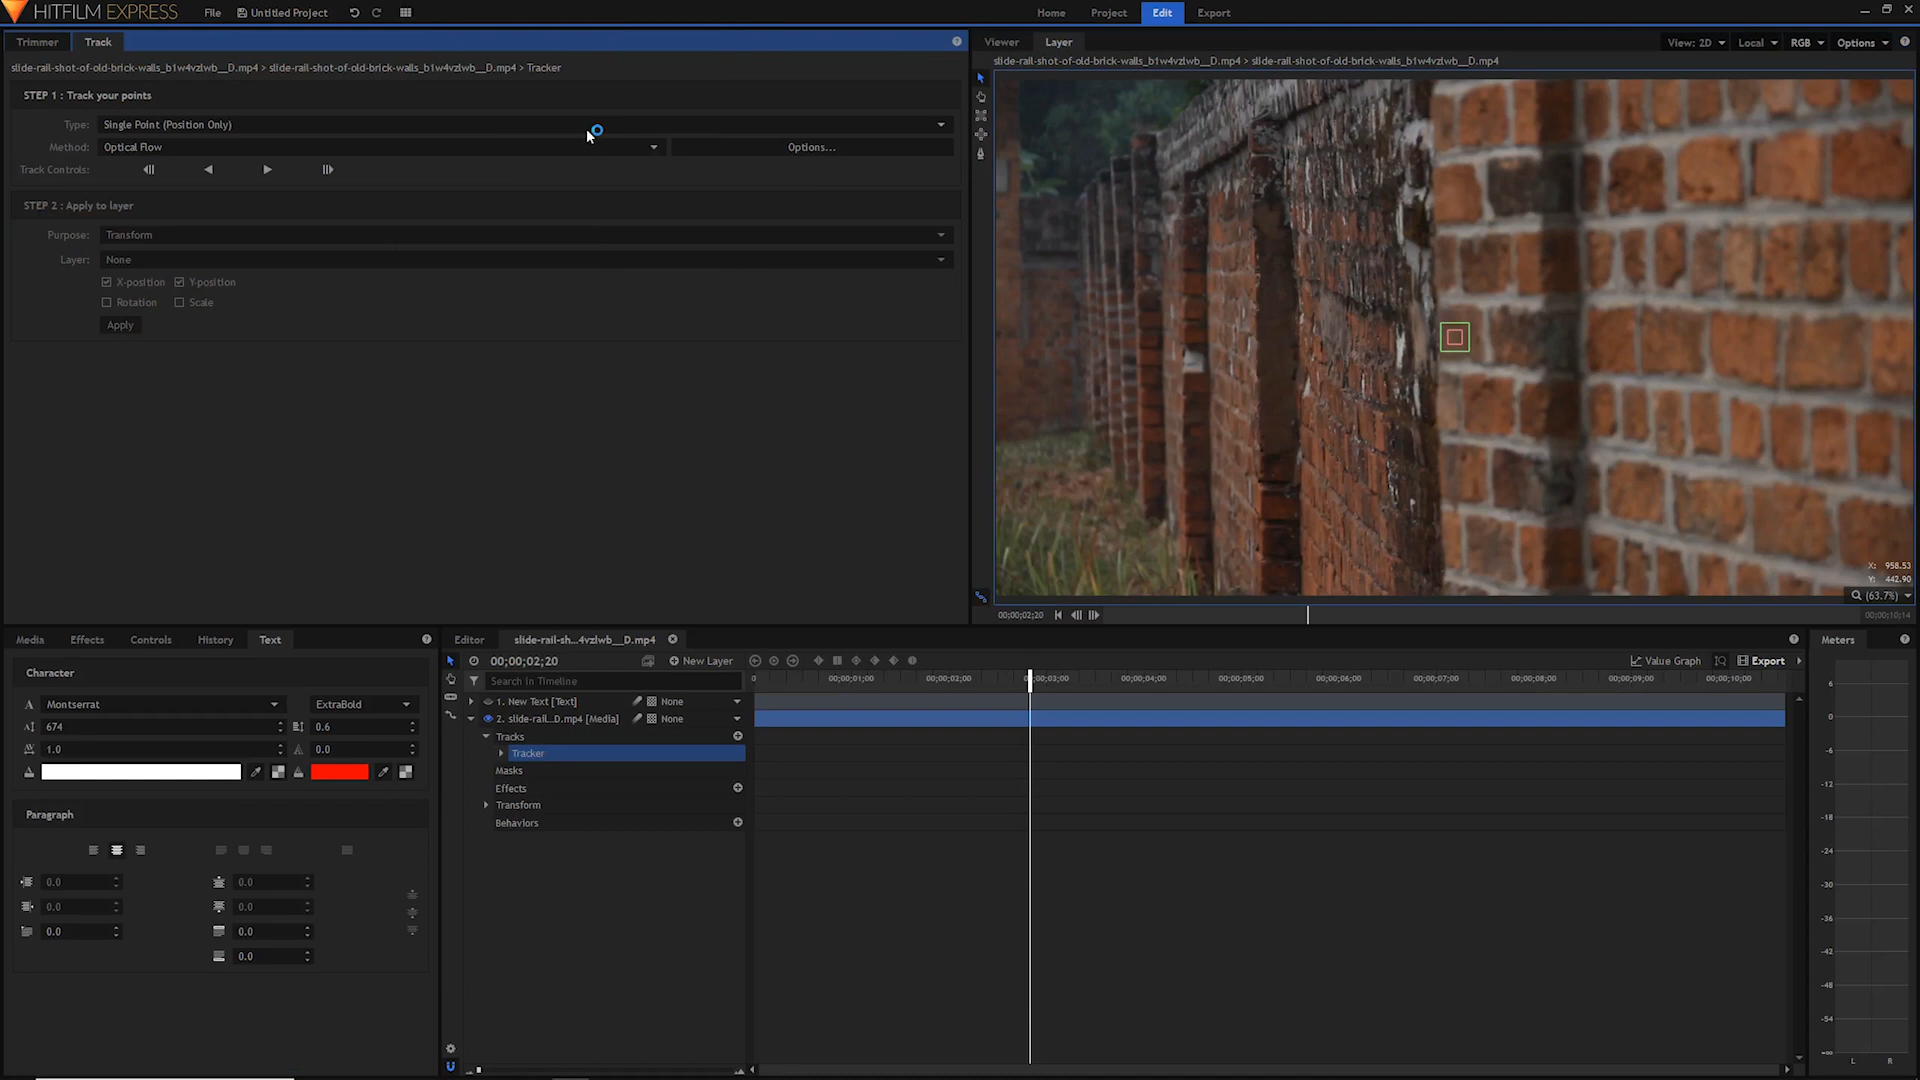 HITFILM EXPRESS File Untitled Project Home Project Edit Export
Trimmer Track
slide-rail-shot-of-old-brick-walls_b1w4vzlwb__D.mp4 > slide-rail-shot-of-old-brick-walls_b1w4vzlwb__D.mp4 > Tracker
STEP 1 : Track your points
Type: Single Point (Position Only)
Method: Optical Flow Options...
Track Controls:
STEP 2 : Apply to layer
Purpose: Transform
Layer: None
X-position Y-position
Rotation Scale
Apply
Viewer Layer View: 2D Local RGB Options
slide-rail-shot-of-old-brick-walls_b1w4vzlwb__D.mp4 > slide-rail-shot-of-old-brick-walls_b1w4vzlwb__D.mp4
X: 958.53
Y: 442.90
(63.7%)
00;00;02;20 00;00;10;14
Media Effects Controls History Text
Character
Montserrat ExtraBold
674 0.6
1.0 0.0
Paragraph
0.0 0.0
0.0 0.0
0.0 0.0
0.0
Editor slide-rail-sh...4vzlwb__D.mp4
00;00;02;20 New Layer Value Graph Export
Search in Timeline
0 00;00;01;00 00;00;02;00 00;00;03;00 00;00;04;00 00;00;05;00 00;00;06;00 00;00;07;00 00;00;08;00 00;00;09;00 00;00;10;00
1. New Text [Text] None
2. slide-rail...D.mp4 [Media] None
Tracks
Tracker
Masks
Effects
Transform
Behaviors
Meters
6
0
-6
-12
-18
-24
-30
-36
-42
-48
-54
-∞
L R